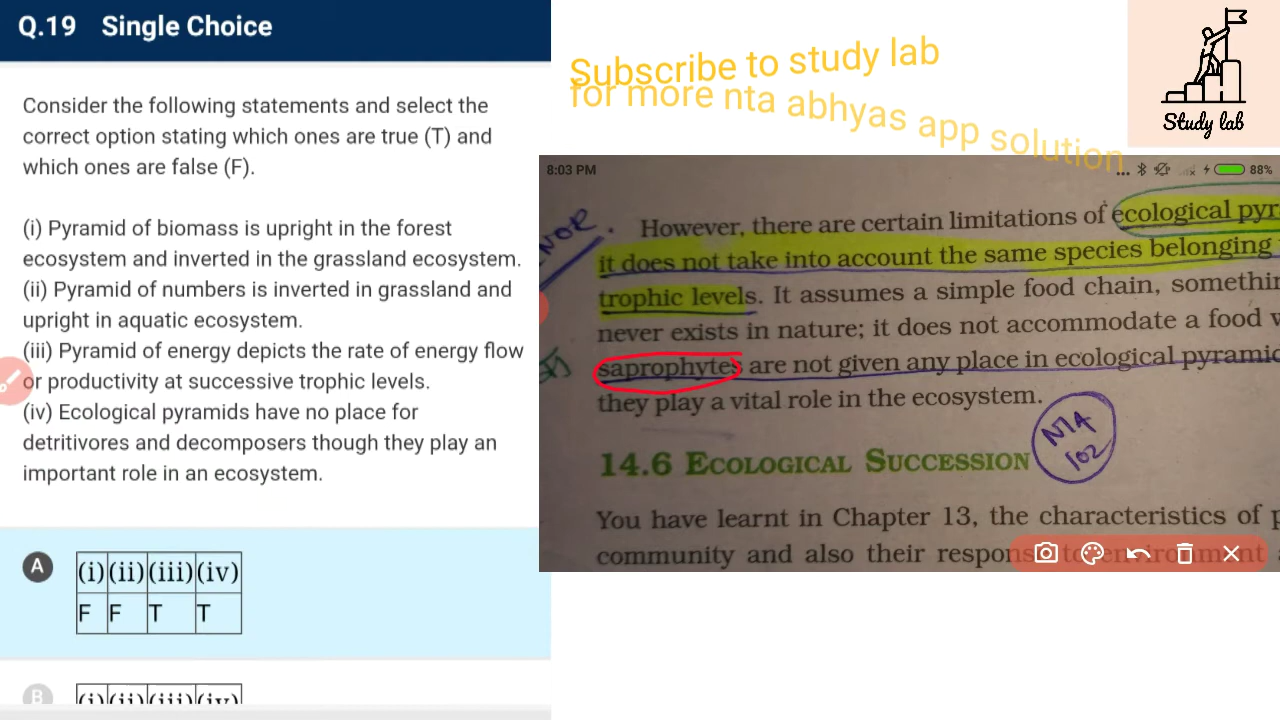 Q.19 Single Choice
Consider the following statements and select the
correct option stating which ones are true (T) and
which ones are false (F).
(i) Pyramid of biomass is upright in the forest
ecosystem and inverted in the grassland ecosystem.
(ii) Pyramid of numbers is inverted in grassland and
upright in aquatic ecosystem.
(iii) Pyramid of energy depicts the rate of energy flow
or productivity at successive trophic levels.
(iv) Ecological pyramids have no place for
detritivores and decomposers though they play an
important role in an ecosystem.
A
(i) (ii) (iii) (iv)
F F T T
B
(i) (ii) (iii) (iv)
Subscribe to study lab
for more nta abhyas app solution
Study lab
8:03 PM
... 88%
However, there are certain limitations of ecological pyr
it does not take into account the same species belonging
trophic levels. It assumes a simple food chain, somethin
never exists in nature; it does not accommodate a food w
saprophytes are not given any place in ecological pyramid
they play a vital role in the ecosystem.
NTA
102
14.6 ECOLOGICAL SUCCESSION
You have learnt in Chapter 13, the characteristics of p
community and also their response to environment a